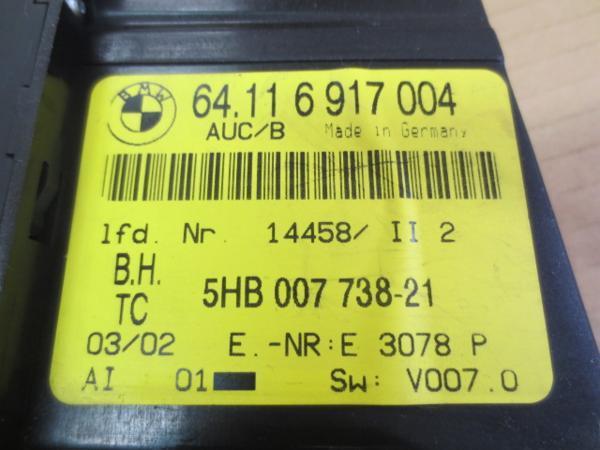 BMW
64.11 6 917 004
AUC/B Made in Germany
lfd. Nr. 14458/ II 2
B.H. 5HB 007 738-21
TC
03/02 E.-NR:E 3078 P
AI 01 Sw: V007.0